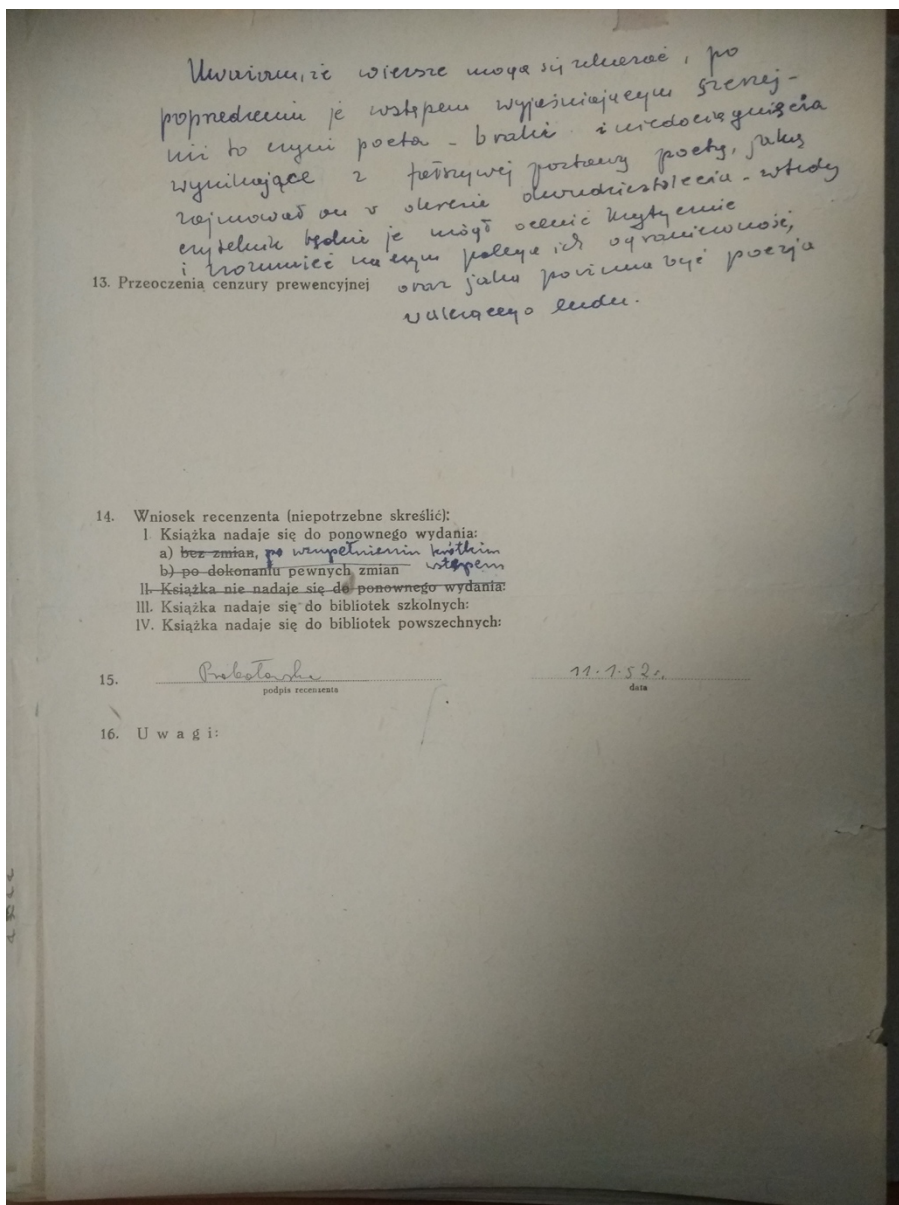 Uważam, że wiersze mogą się ukazać, po
poprzedzeniu je wstępem wyjaśniającym szerzej -
niż to czyni poeta - braki i niedociągnięcia
wynikające z fałszywej postawy poety, jaką
zajmował on w okresie dwudziestolecia - wtedy
czytelnik będzie je mógł ocenić krytycznie
i zrozumieć na czym polega ich ograniczoność,
13. Przeoczenia cenzury prewencyjnej oraz jaka powinna być poezja
walczącego ludu.
14. Wniosek recenzenta (niepotrzebne skreślić):
I Książka nadaje się do ponownego wydania:
a) bez zmian, po uzupełnieniu krótkim
b) po dokonaniu pewnych zmian wstępem
II. Książka nie nadaje się do ponownego wydania:
III. Książka nadaje się do bibliotek szkolnych:
IV. Książka nadaje się do bibliotek powszechnych:
15. 11.1.52 r.
podpis recenzenta data
16. Uwagi: